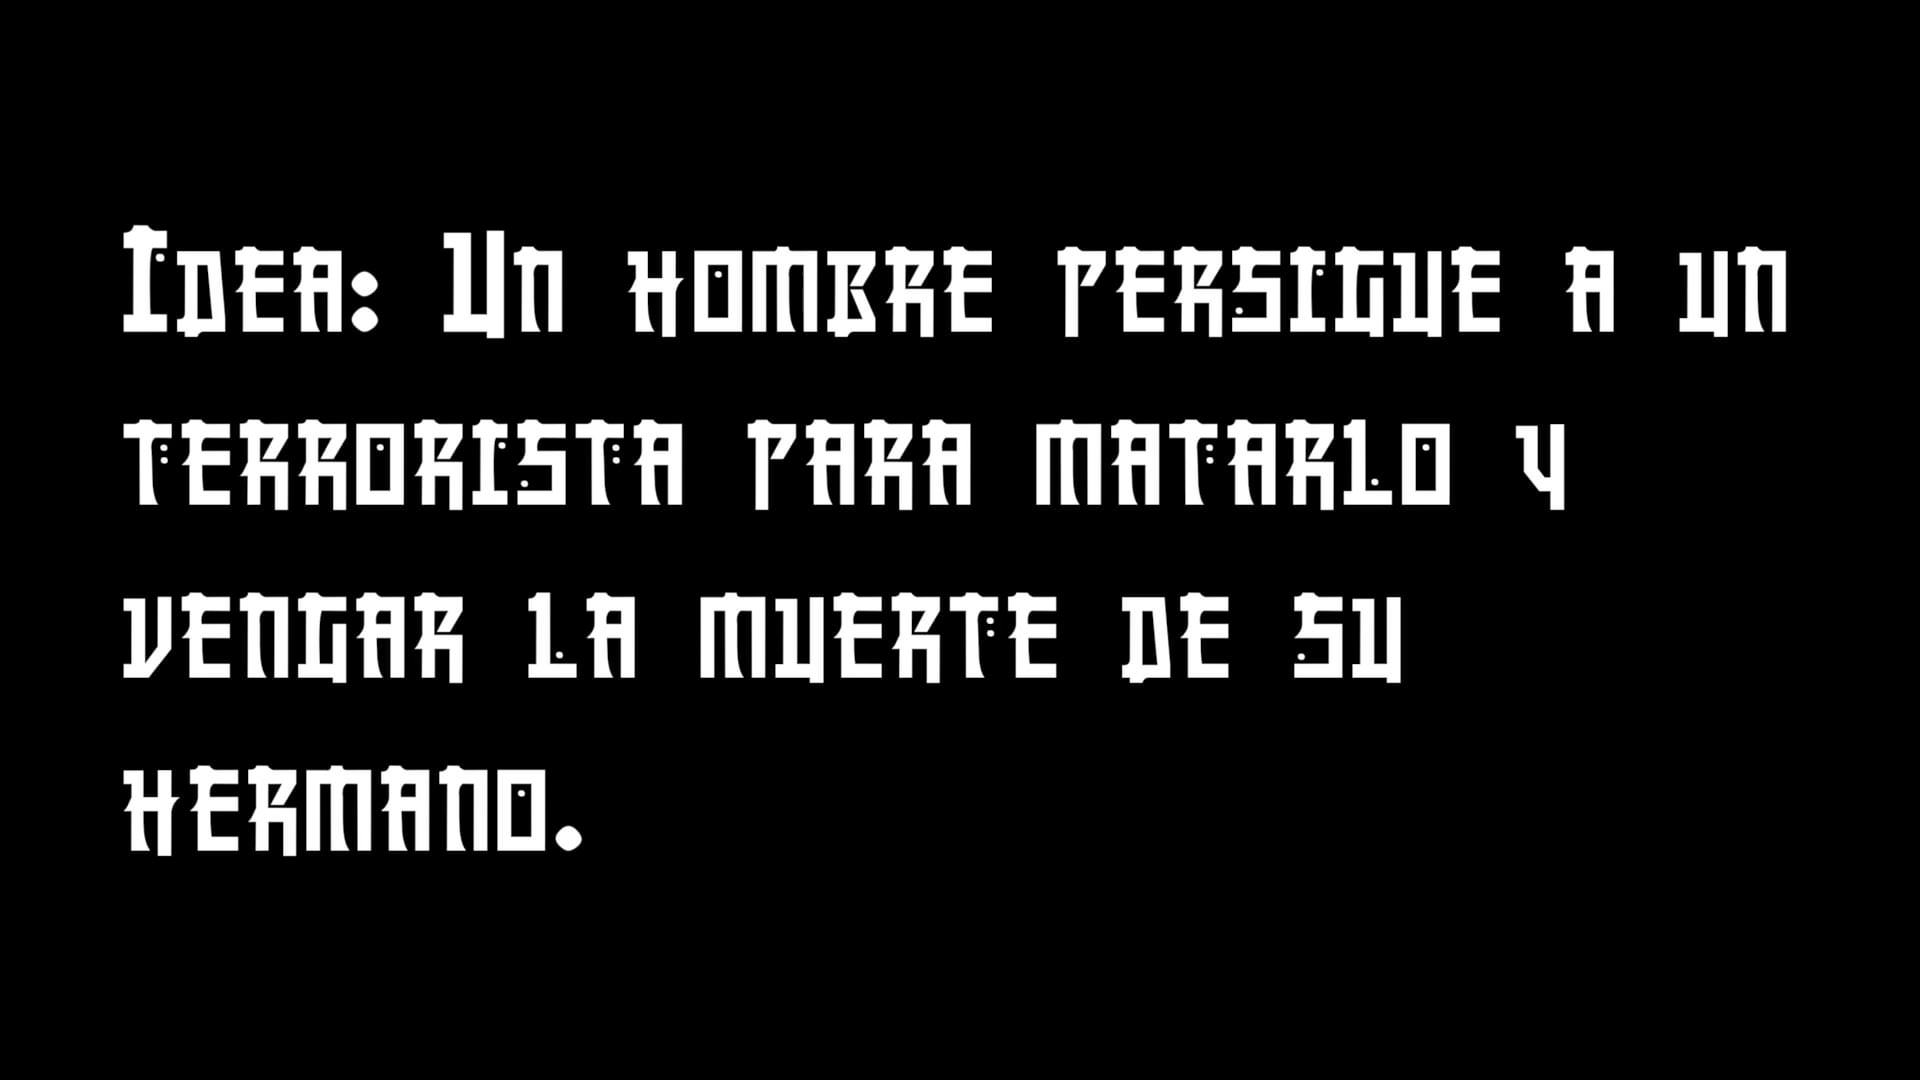 Idea: Un hombre persigue a un
terrorista para matarlo y
vengar la muerte de su
hermano.